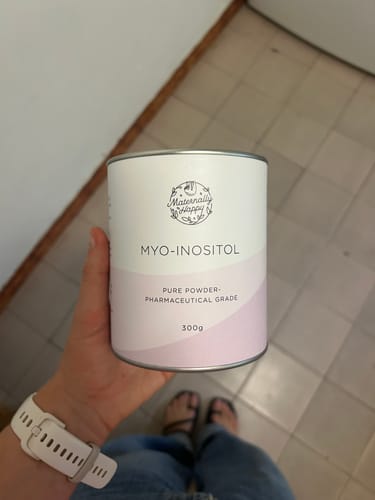 Maternally
Happy
MYO-INOSITOL
PURE POWDER-
PHARMACEUTICAL GRADE
300g